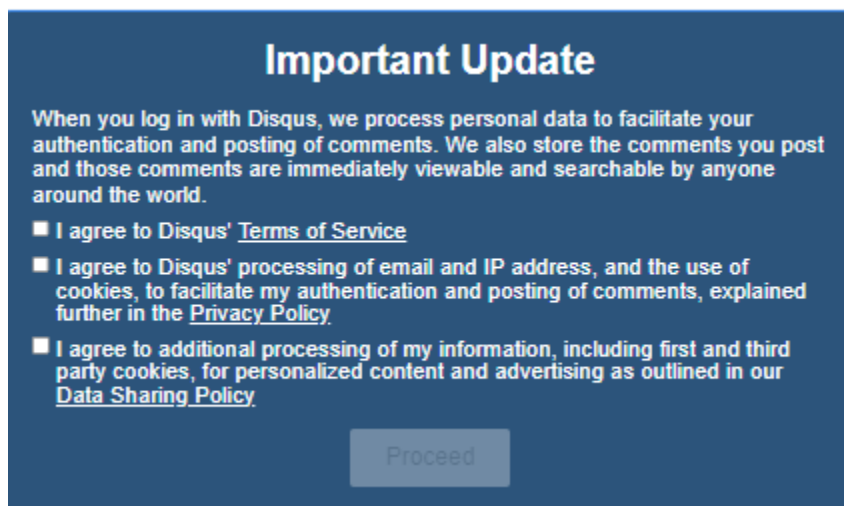 Important Update
When you log in with Disqus, we process personal data to facilitate your
authentication and posting of comments. We also store the comments you post
and those comments are immediately viewable and searchable by anyone
around the world.
I agree to Disqus' Terms of Service
I agree to Disqus' processing of email and IP address, and the use of
cookies, to facilitate my authentication and posting of comments, explained
further in the Privacy Policy
I agree to additional processing of my information, including first and third
party cookies, for personalized content and advertising as outlined in our
Data Sharing Policy
Proceed